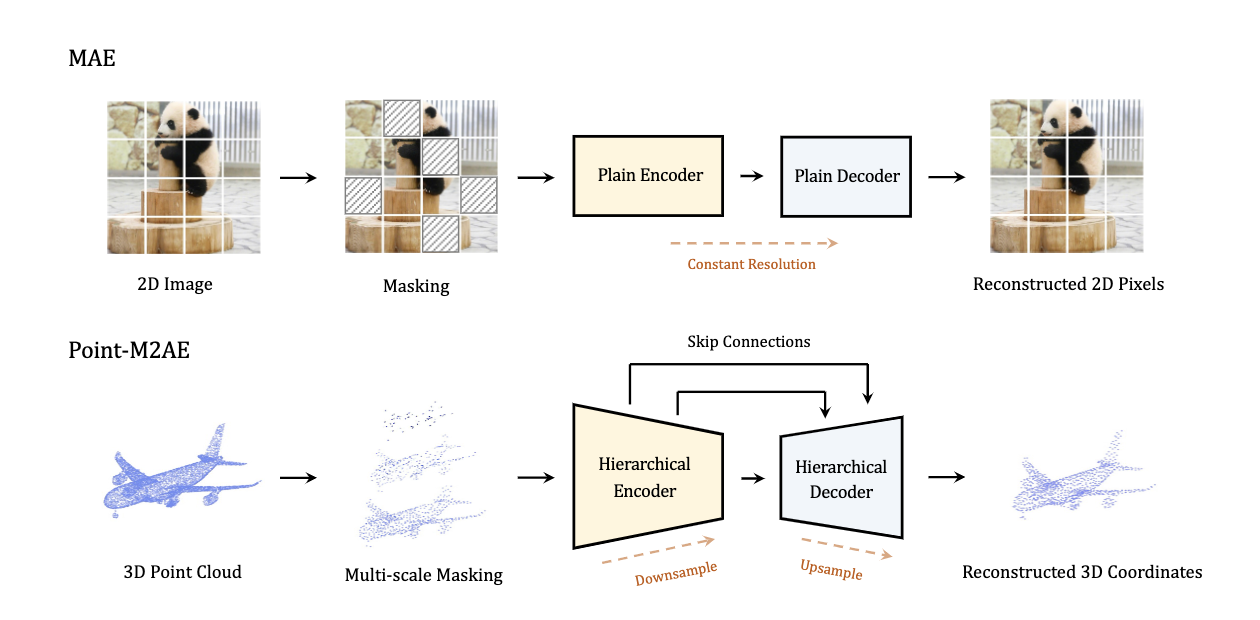 MAE
Plain Encoder
Plain Decoder
Constant Resolution
2D Image
Masking
Reconstructed 2D Pixels
Point-M2AE
Skip Connections
Hierarchical
Encoder
Hierarchical
Decoder
Downsample
Upsample
3D Point Cloud
Multi-scale Masking
Reconstructed 3D Coordinates